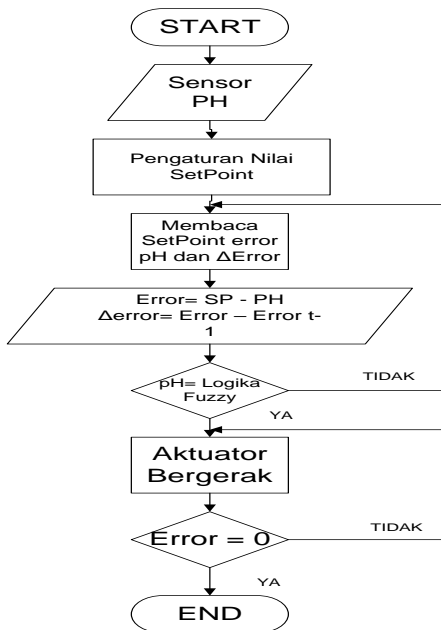 START
Sensor
PH
Pengaturan Nilai
SetPoint
Membaca
SetPoint error
pH dan ΔError
Error= SP - PH
Δerror= Error – Error t-
1
pH= Logika
Fuzzy
TIDAK
YA
Aktuator
Bergerak
Error = 0
TIDAK
YA
END